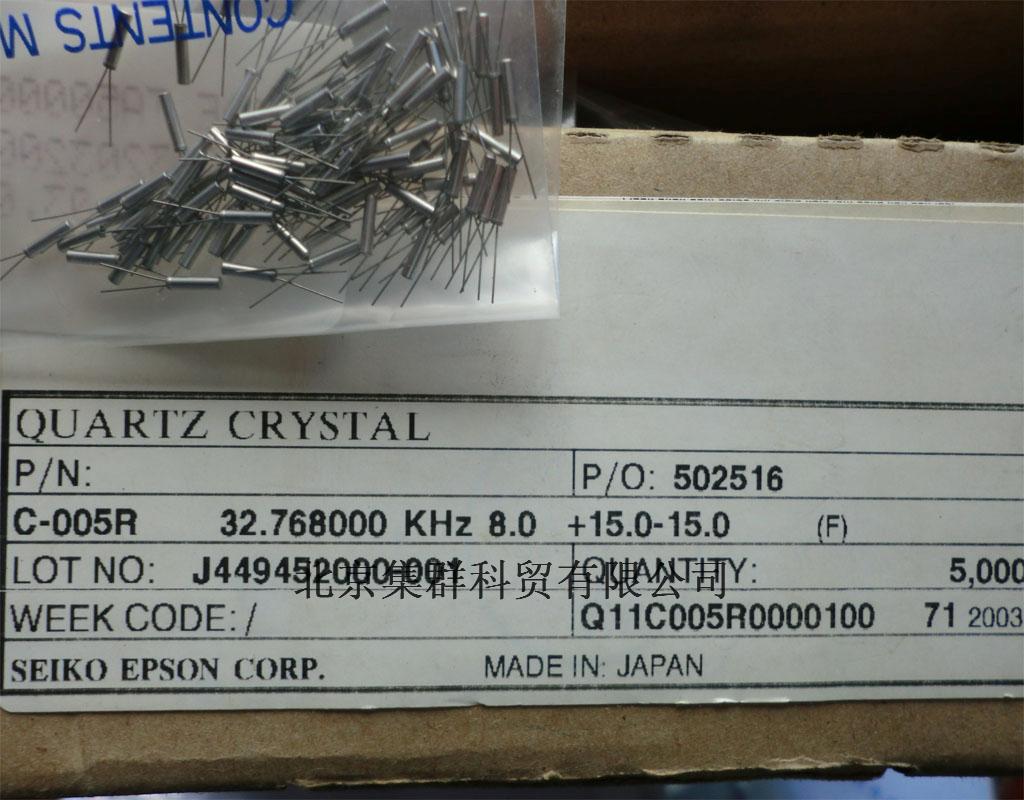 CONTENTS M
QUARTZ CRYSTAL
P/N:
P/O: 502516
C-005R 32.768000 KHz 8.0 +15.0-15.0 (F)
LOT NO:
QUANTITY: 5,000
北京集群科贸有限公司
WEEK CODE: /
Q11C005R0000100 71 2003
SEIKO EPSON CORP. MADE IN: JAPAN